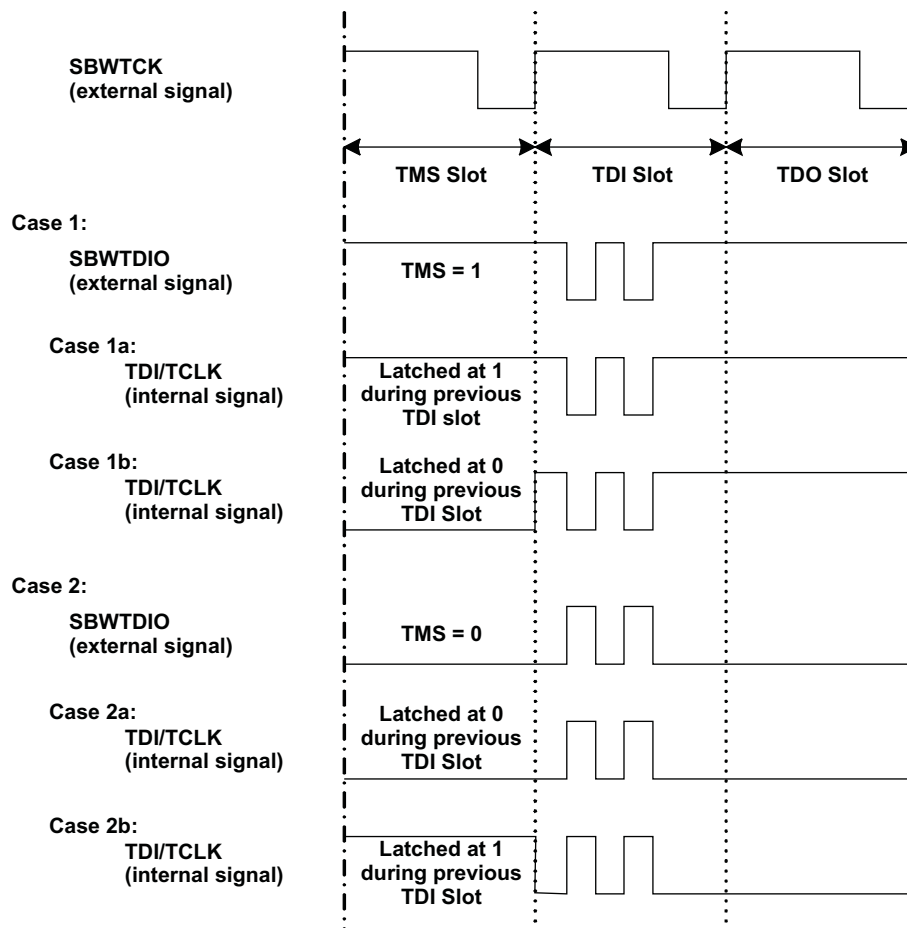 SBWTCK
(external signal)
TMS Slot
TDI Slot
TDO Slot
Case 1:
SBWTDIO
(external signal)
TMS = 1
Case 1a:
TDI/TCLK
(internal signal)
Latched at 1
during previous
TDI slot
Case 1b:
TDI/TCLK
(internal signal)
Latched at 0
during previous
TDI Slot
Case 2:
SBWTDIO
(external signal)
TMS = 0
Case 2a:
TDI/TCLK
(internal signal)
Latched at 0
during previous
TDI Slot
Case 2b:
TDI/TCLK
(internal signal)
Latched at 1
during previous
TDI Slot